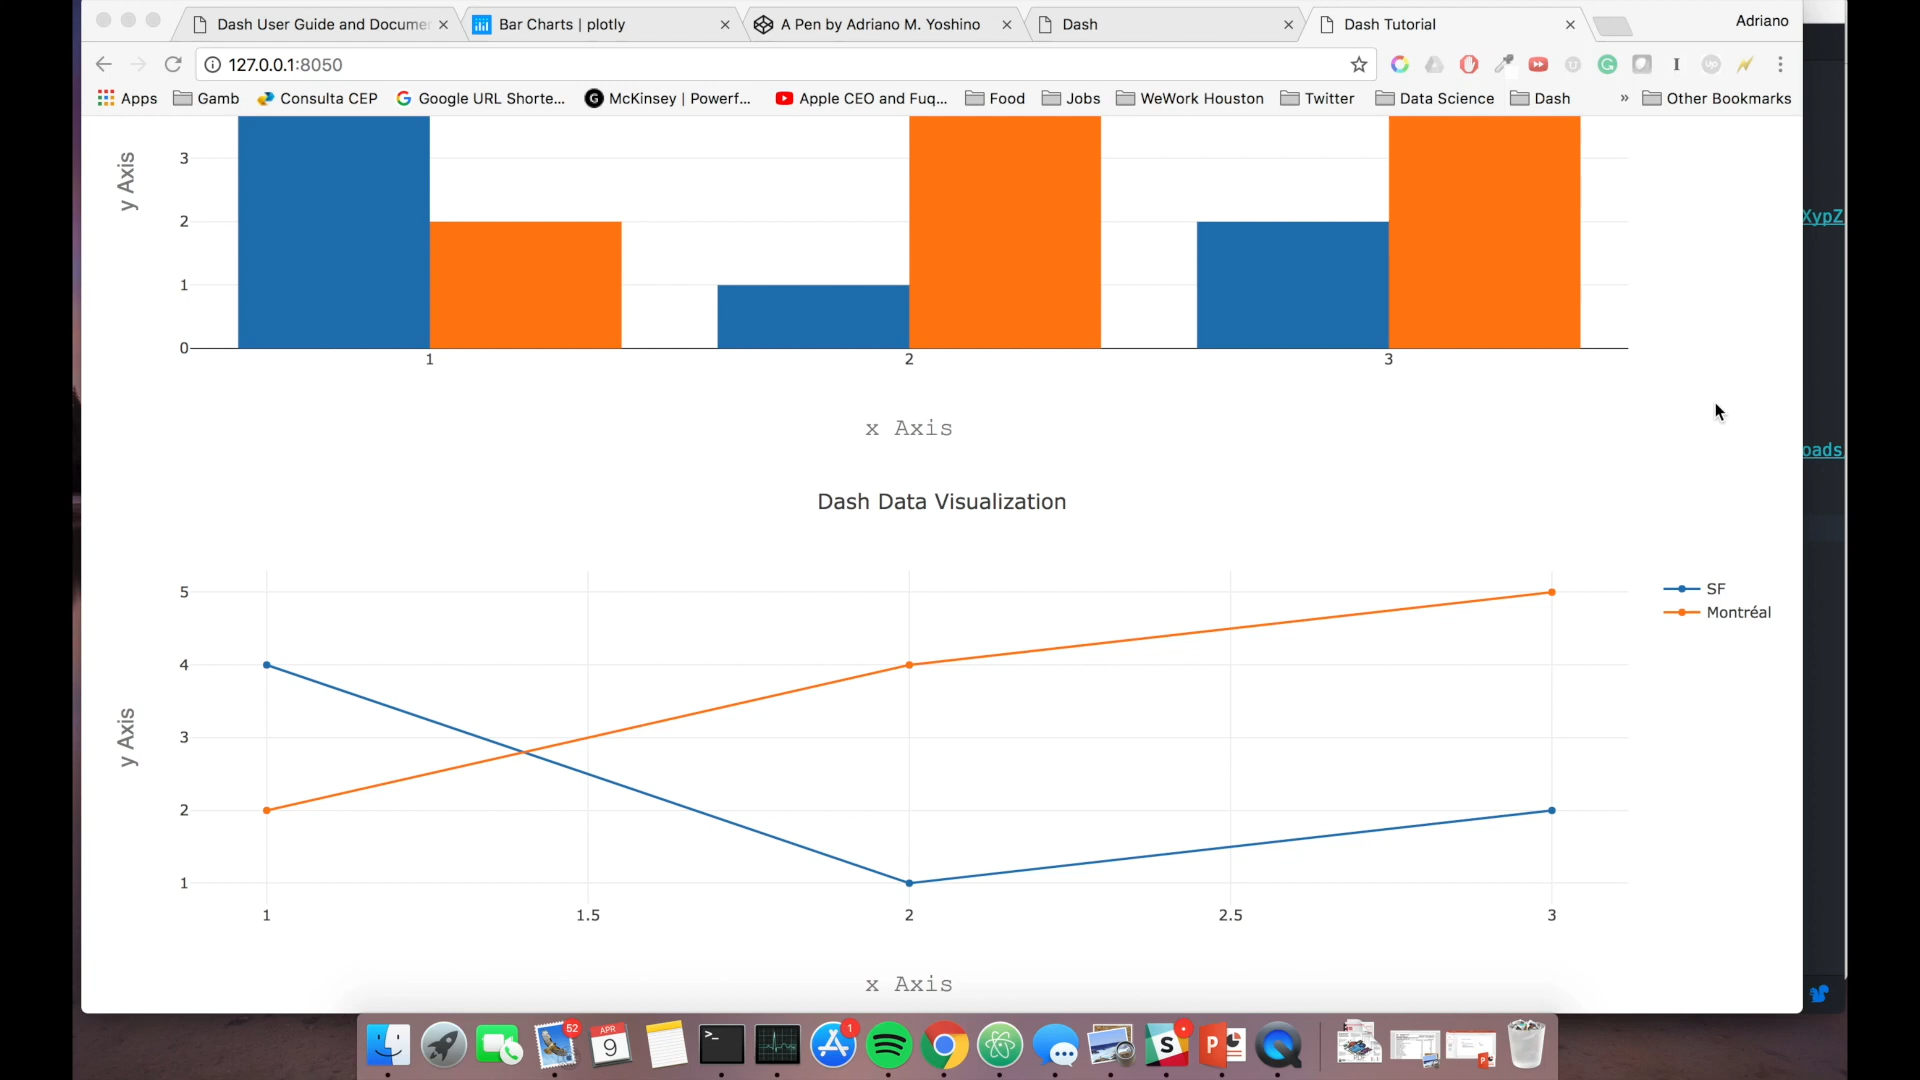 Dash User Guide and Documen
Bar Charts | plotly
A Pen by Adriano M. Yoshino
Dash
Dash Tutorial
Adriano
127.0.0.1:8050
Apps
Gamb
Consulta CEP
Google URL Shorte...
McKinsey | Powerf...
Apple CEO and Fuq...
Food
Jobs
WeWork Houston
Twitter
Data Science
Dash
»
Other Bookmarks
y Axis
3
2
1
0
1
2
3
x Axis
XypZ
oads
Dash Data Visualization
SF
Montréal
y Axis
5
4
3
2
1
1
1.5
2
2.5
3
x Axis
52
APR
9
1